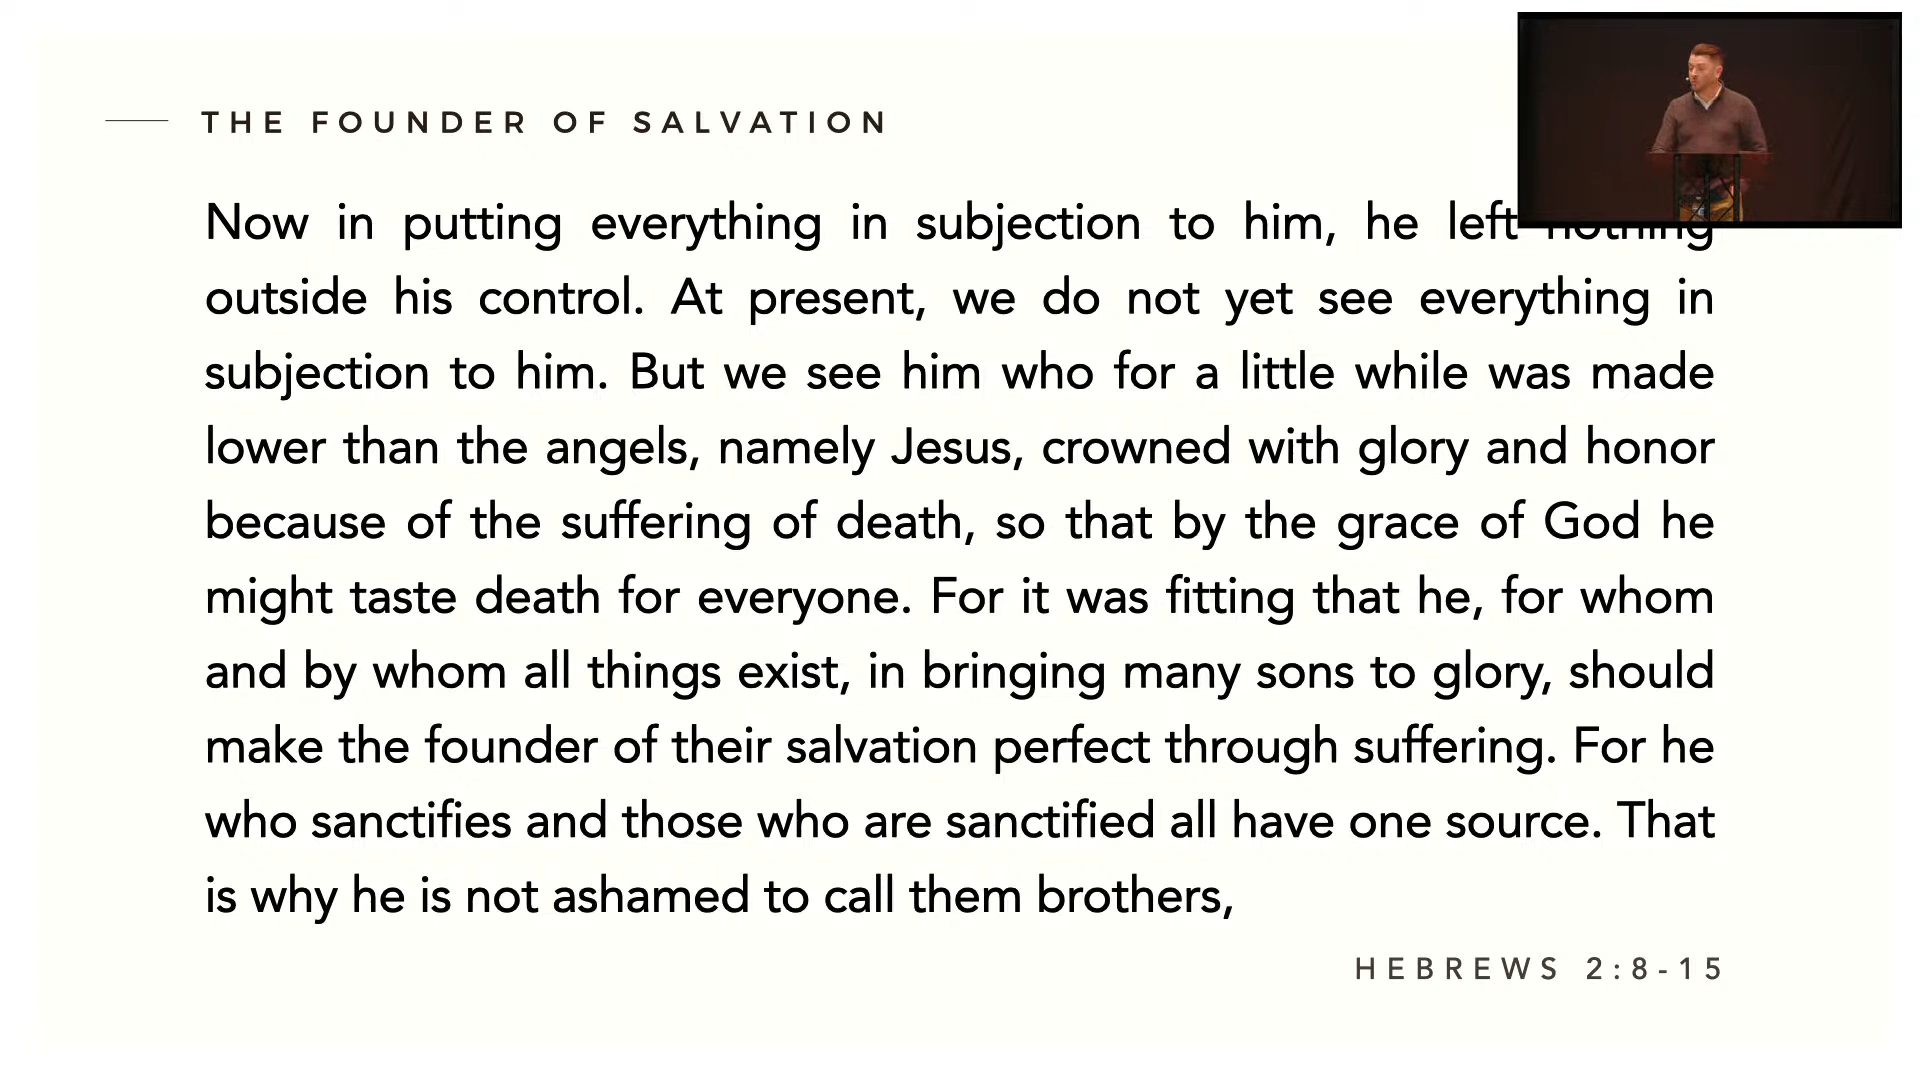 THE FOUNDER OF SALVATION
Now in putting everything in subjection to him, he left nothing
outside his control. At present, we do not yet see everything in
subjection to him. But we see him who for a little while was made
lower than the angels, namely Jesus, crowned with glory and honor
because of the suffering of death, so that by the grace of God he
might taste death for everyone. For it was fitting that he, for whom
and by whom all things exist, in bringing many sons to glory, should
make the founder of their salvation perfect through suffering. For he
who sanctifies and those who are sanctified all have one source. That
is why he is not ashamed to call them brothers,
HEBREWS 2:8-15